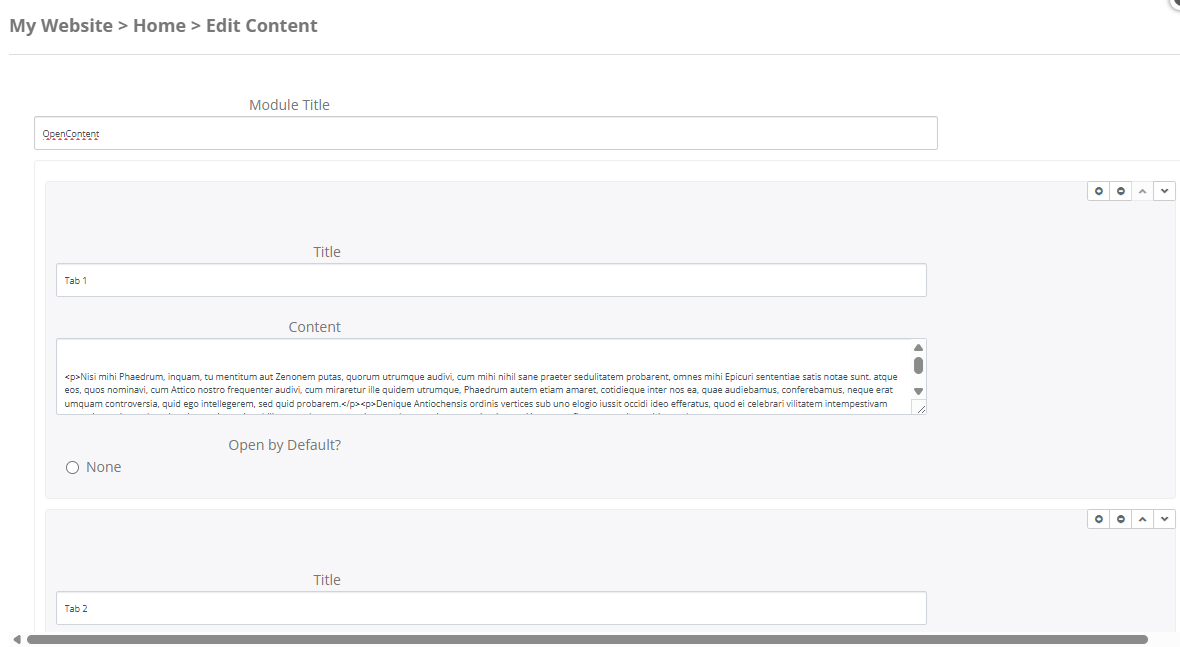 My Website > Home > Edit Content
Module Title
OpenContent
Title
Tab 1
Content
<p>Nisi mihi Phaedrum, inquam, tu mentitum aut Zenonem putas, quorum utrumque audivi, cum mihi nihil sane praeter sedulitatem probarent, omnes mihi Epicuri sententiae satis notae sunt. atque
eos, quos nominavi, cum Attico nostro frequenter audivi, cum miraretur ille quidem utrumque, Phaedrum autem etiam amaret, cotidieque inter nos ea, quae audiebamus, conferebamus, neque erat
umquam controversia, quid ego intellegerem, sed quid probarem.</p><p>Denique Antiochensis ordinis vertices sub uno elogio iussit occidi ideo efferatus, quod ei celebrari vilitatem intempestivam
Open by Default?
None
Title
Tab 2